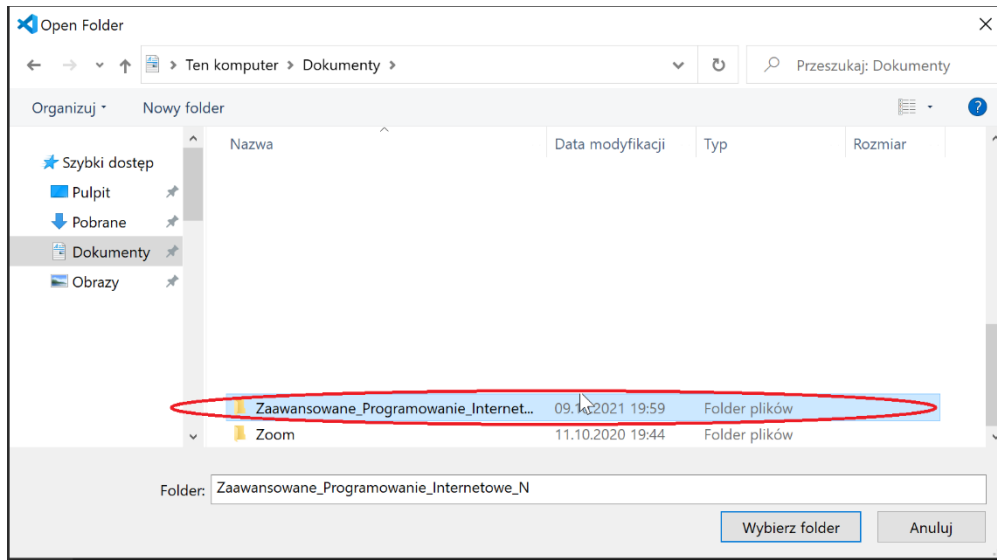 Open Folder
Ten komputer > Dokumenty >
Przeszukaj: Dokumenty
Organizuj
Nowy folder
Nazwa
Data modyfikacji
Typ
Rozmiar
Szybki dostęp
Pulpit
Pobrane
Dokumenty
Obrazy
Zaawansowane_Programowanie_Internet... 2021 19:59 Folder plików
Zoom 11.10.2020 19:44 Folder plików
Folder: Zaawansowane_Programowanie_Internetowe_N
Wybierz folder
Anuluj